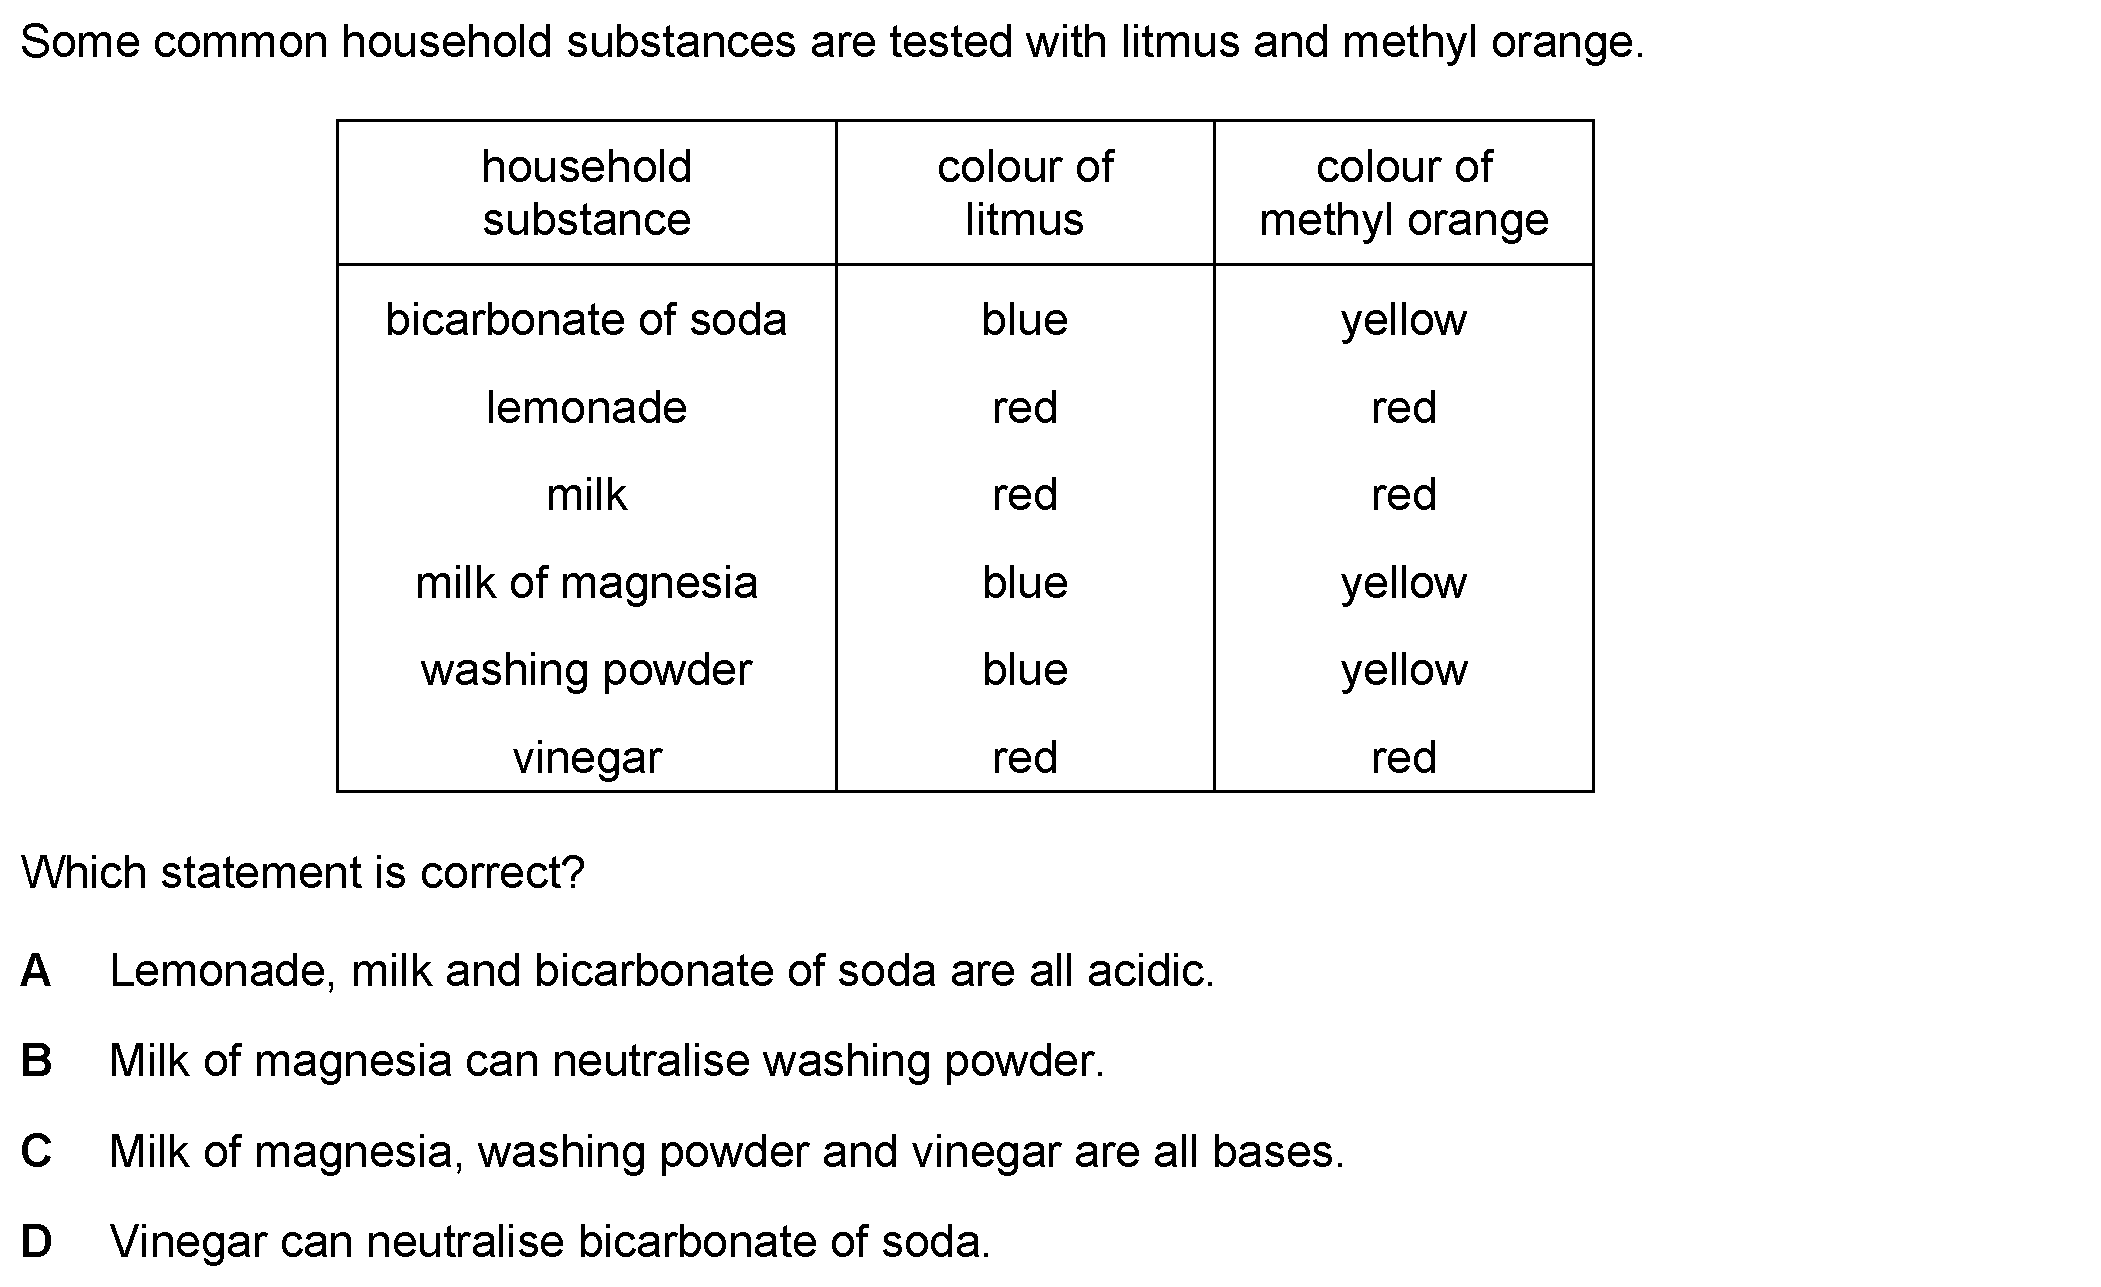 Some common household substances are tested with litmus and methyl orange.
household substance colour of litmus colour of methyl orange
bicarbonate of soda blue yellow
lemonade red red
milk red red
milk of magnesia blue yellow
washing powder blue yellow
vinegar red red
Which statement is correct?
A Lemonade, milk and bicarbonate of soda are all acidic.
B Milk of magnesia can neutralise washing powder.
C Milk of magnesia, washing powder and vinegar are all bases.
D Vinegar can neutralise bicarbonate of soda.